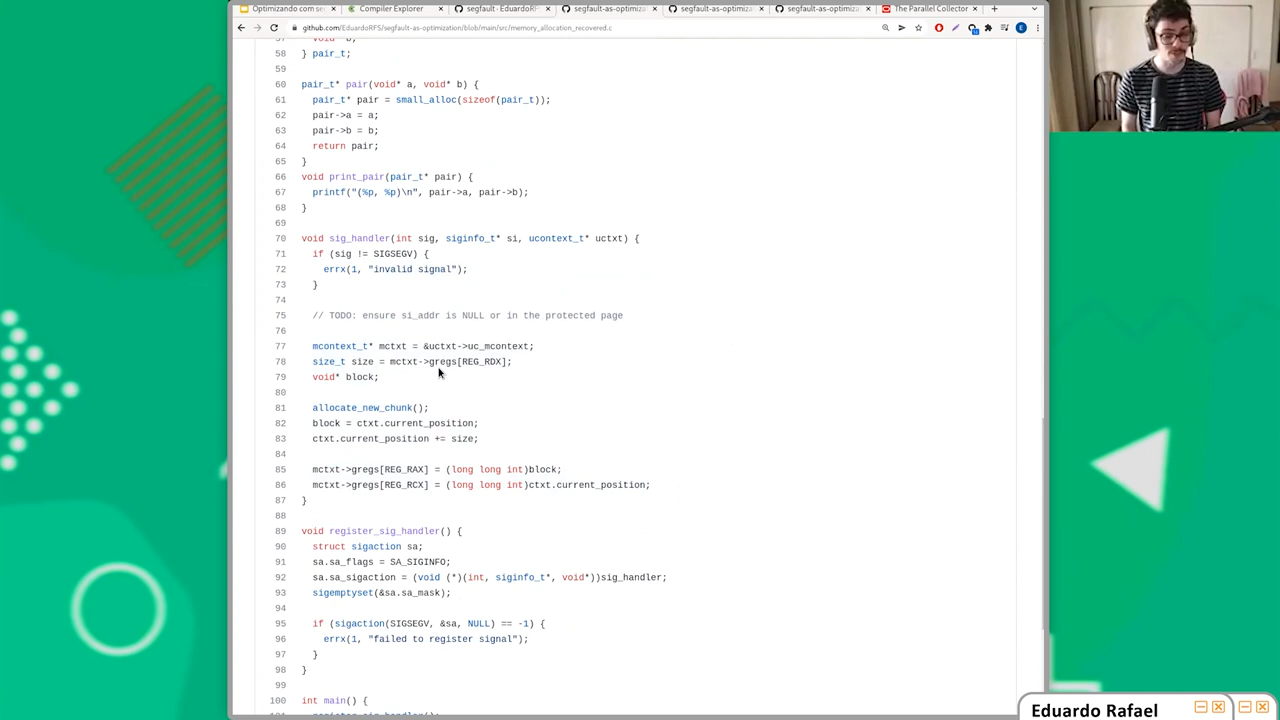 Optimizando com seg
Compiler Explorer
segfault · EduardoRFS
segfault-as-optimiza
segfault-as-optimiza
segfault-as-optimiza
The Parallel Collector
github.com/EduardoRFS/segfault-as-optimization/blob/main/src/memory_allocation_recovered.c
58 } pair_t;
59
60 pair_t* pair(void* a, void* b) {
61 pair_t* pair = small_alloc(sizeof(pair_t));
62 pair->a = a;
63 pair->b = b;
64 return pair;
65 }
66 void print_pair(pair_t* pair) {
67 printf("(%p, %p)\n", pair->a, pair->b);
68 }
69
70 void sig_handler(int sig, siginfo_t* si, ucontext_t* uctxt) {
71 if (sig != SIGSEGV) {
72 errx(1, "invalid signal");
73 }
74
75 // TODO: ensure si_addr is NULL or in the protected page
76
77 mcontext_t* mctxt = &uctxt->uc_mcontext;
78 size_t size = mctxt->gregs[REG_RDX];
79 void* block;
80
81 allocate_new_chunk();
82 block = ctxt.current_position;
83 ctxt.current_position += size;
84
85 mctxt->gregs[REG_RAX] = (long long int)block;
86 mctxt->gregs[REG_RCX] = (long long int)ctxt.current_position;
87 }
88
89 void register_sig_handler() {
90 struct sigaction sa;
91 sa.sa_flags = SA_SIGINFO;
92 sa.sa_sigaction = (void (*)(int, siginfo_t*, void*))sig_handler;
93 sigemptyset(&sa.sa_mask);
94
95 if (sigaction(SIGSEGV, &sa, NULL) == -1) {
96 errx(1, "failed to register signal");
97 }
98 }
99
100 int main() {
Eduardo Rafael